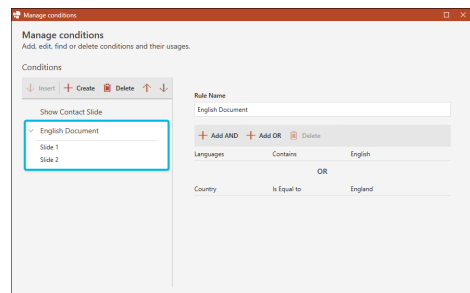 Manage conditions
Manage conditions
Add, edit, find or delete conditions and their usages.
Conditions
Insert Create Delete
Rule Name
Show Contact Slide
English Document
English Document
Slide 1
Add AND Add OR Delete
Slide 2
Languages Contains English
OR
Country Is Equal to England